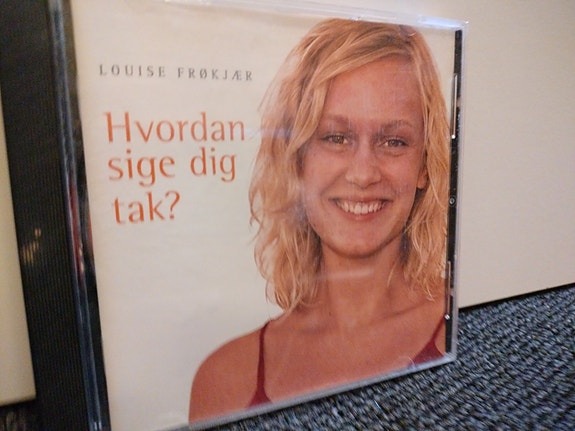 LOUISE FRØKJÆR
Hvordan
sige dig
tak?